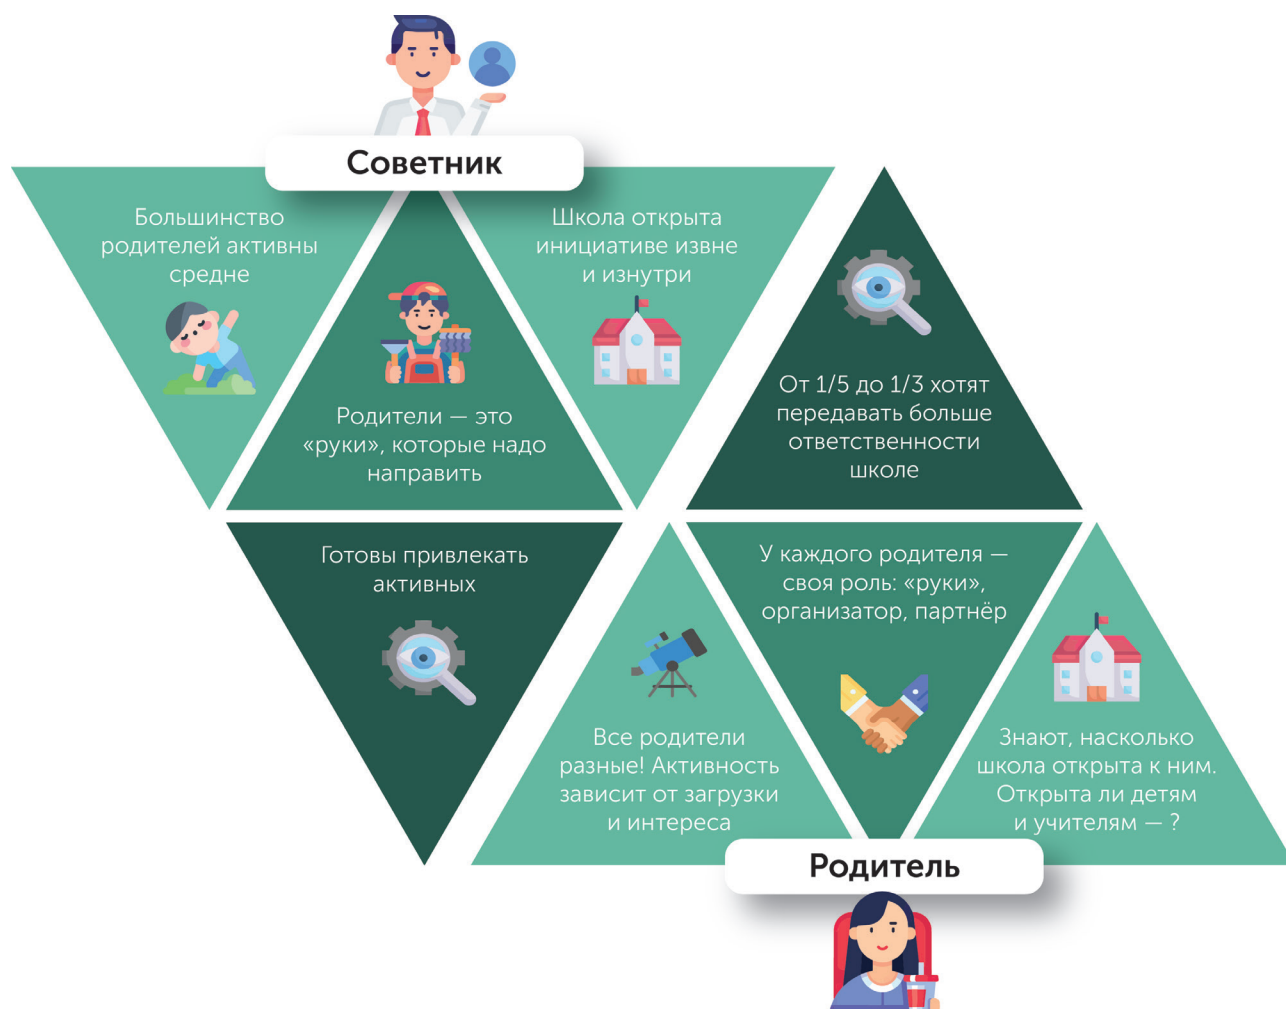 Советник
Большинство
родителей активны
средне
Родители — это
«руки», которые надо
направить
Школа открыта
инициативе извне
и изнутри
От 1/5 до 1/3 хотят
передавать больше
ответственности
школе
Готовы привлекать
активных
Все родители
разные! Активность
зависит от загрузки
и интереса
У каждого родителя —
своя роль: «руки»,
организатор, партнёр
Знают, насколько
школа открыта к ним.
Открыта ли детям
и учителям — ?
Родитель